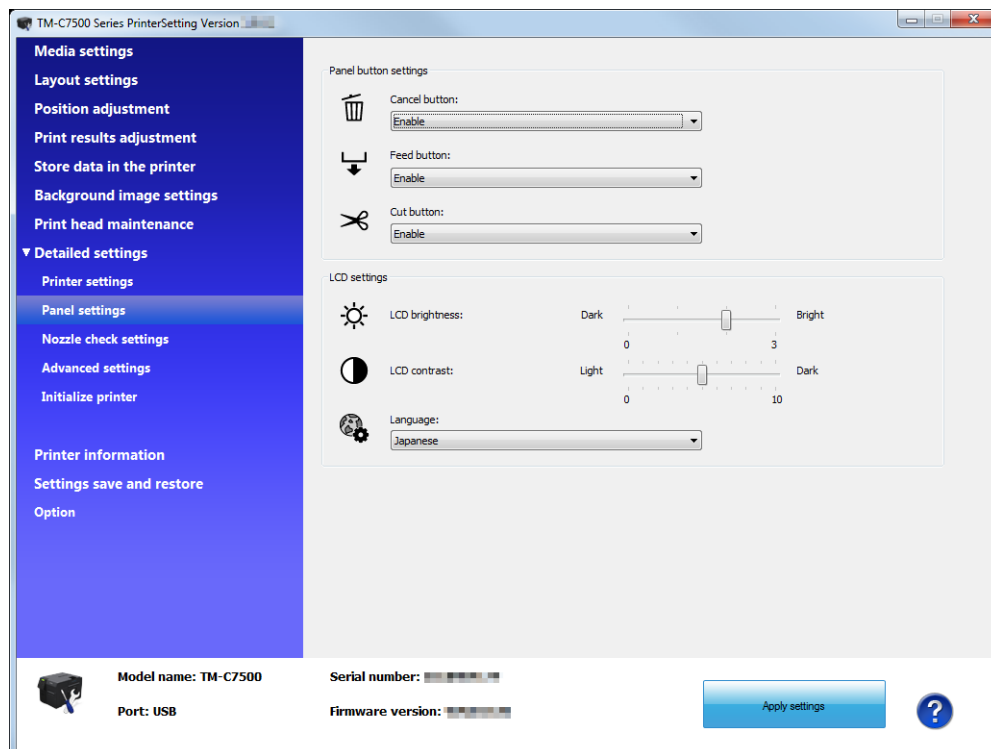 TM-C7500 Series PrinterSetting Version
Media settings
Layout settings
Position adjustment
Print results adjustment
Store data in the printer
Background image settings
Print head maintenance
Detailed settings
Printer settings
Panel settings
Nozzle check settings
Advanced settings
Initialize printer
Printer information
Settings save and restore
Option
Panel button settings
Cancel button:
Enable
Feed button:
Enable
Cut button:
Enable
LCD settings
LCD brightness:
Dark
Bright
0
3
LCD contrast:
Light
Dark
0
10
Language:
Japanese
Model name: TM-C7500
Serial number:
Port: USB
Firmware version:
Apply settings
?